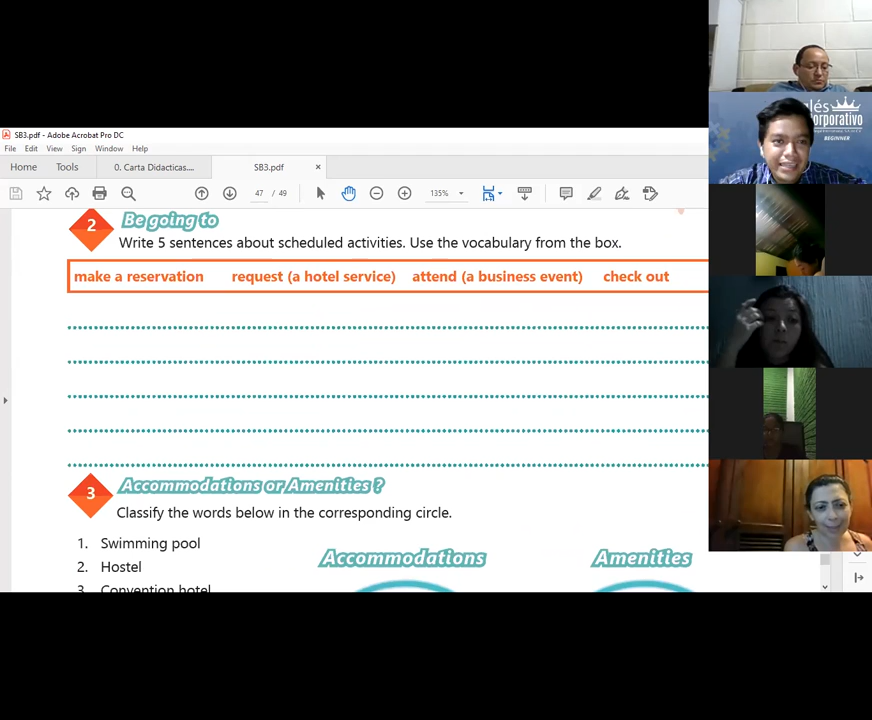 SB3.pdf - Adobe Acrobat Pro DC
File Edit View Sign Window Help
Home Tools 0. Carta Didacticas.... SB3.pdf ×
47 / 49 135%
2 Be going to
Write 5 sentences about scheduled activities. Use the vocabulary from the box.
make a reservation request (a hotel service) attend (a business event) check out
3 Accommodations or Amenities ?
Classify the words below in the corresponding circle.
1. Swimming pool
2. Hostel
3. Convention hotel
Accommodations Amenities
BEGINNER